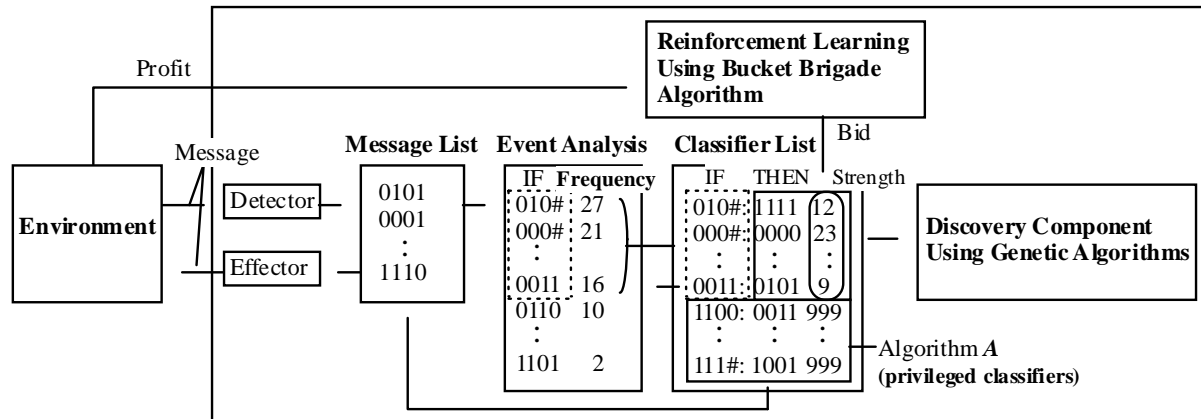 Reinforcement Learning
Using Bucket Brigade
Algorithm
Profit
Bid
Message
Message List
Event Analysis
Classifier List
IF Frequency
IF THEN Strength
Environment
Detector
Effector
0101
0001
:
1110
010# 27
000# 21
: :
0011 16
0110 10
: :
1101 2
010#: 1111 12
000#: 0000 23
: : :
0011: 0101 9
1100: 0011 999
: : :
111#: 1001 999
Discovery Component
Using Genetic Algorithms
Algorithm A
(privileged classifiers)